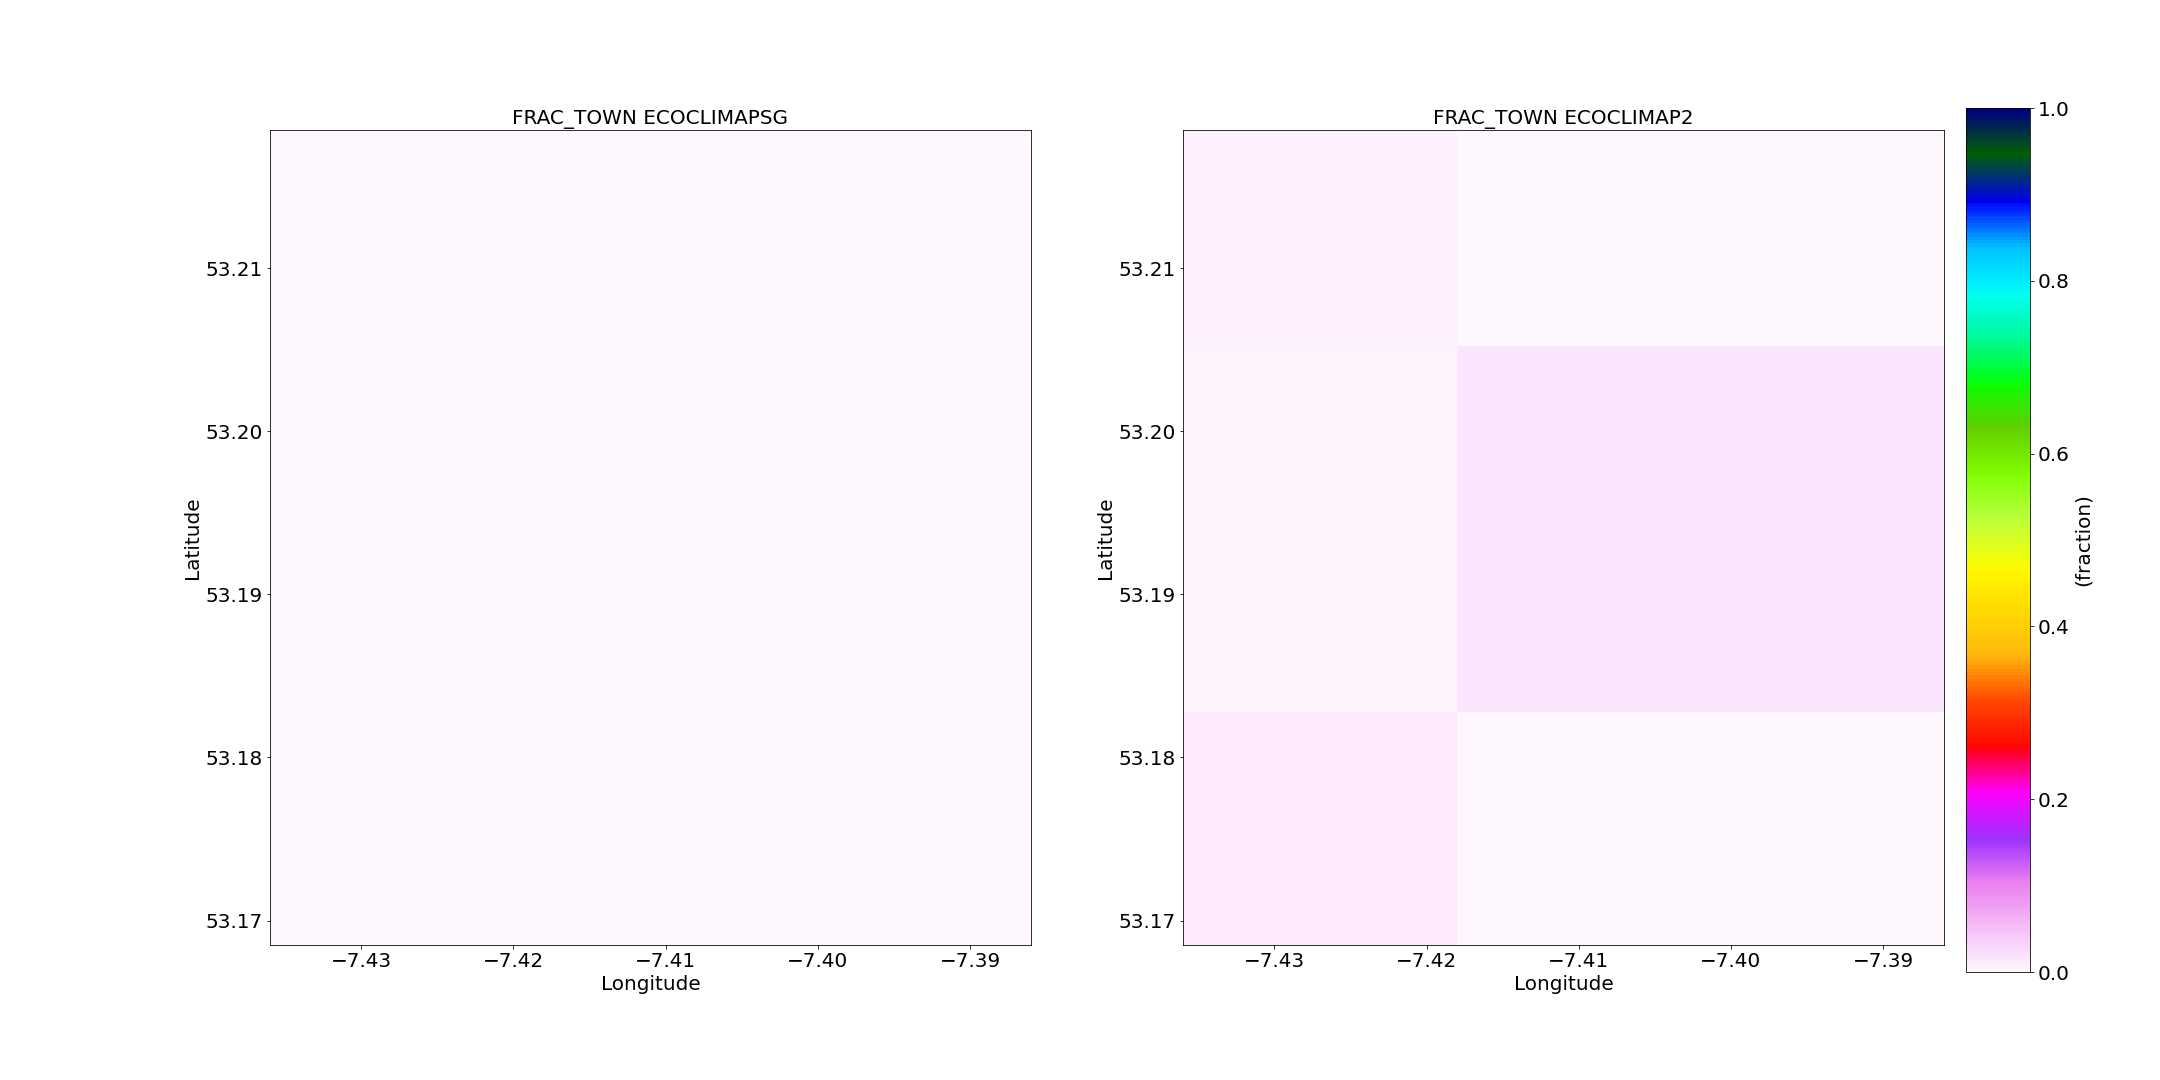 FRAC_TOWN ECOCLIMAPSG
53.21
53.20
53.19
53.18
53.17
Latitude
−7.43 −7.42 −7.41 −7.40 −7.39
Longitude
FRAC_TOWN ECOCLIMAP2
53.21
53.20
53.19
53.18
53.17
Latitude
−7.43 −7.42 −7.41 −7.40 −7.39
Longitude
1.0
0.8
0.6
0.4
0.2
0.0
(fraction)